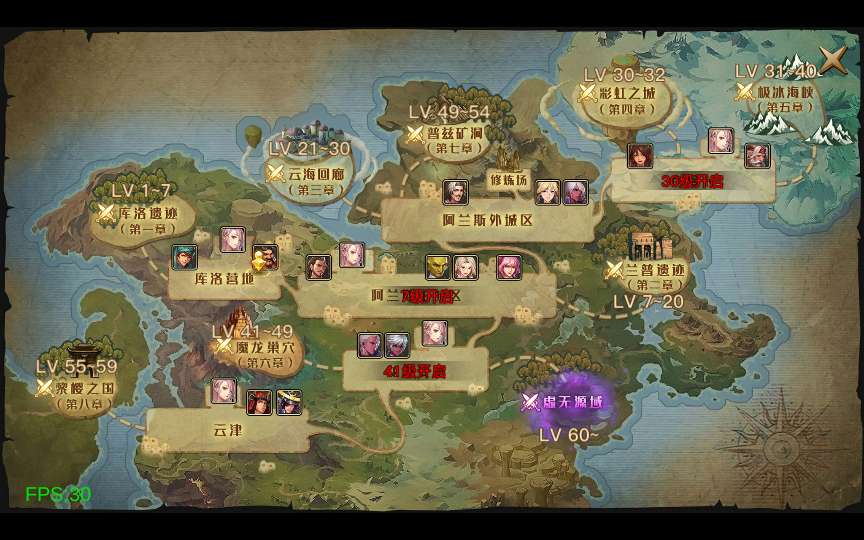 LV 30~32
彩虹之城
(第四章)
LV 31~40
极冰海峡
(第五章)
LV 49~54
普兹矿洞
(第七章)
LV 21~30
云海回廊
(第三章)
修炼场
30级开启
LV 1~7
库洛遗迹
(第一章)
阿兰斯外城区
库洛营地
兰普遗迹
(第二章)
LV 7~20
7级开启
LV 41~49
魔龙巢穴
(第六章)
41级开启
LV 55~59
(第八章)
虚无源域
LV 60~
云津
FPS:30